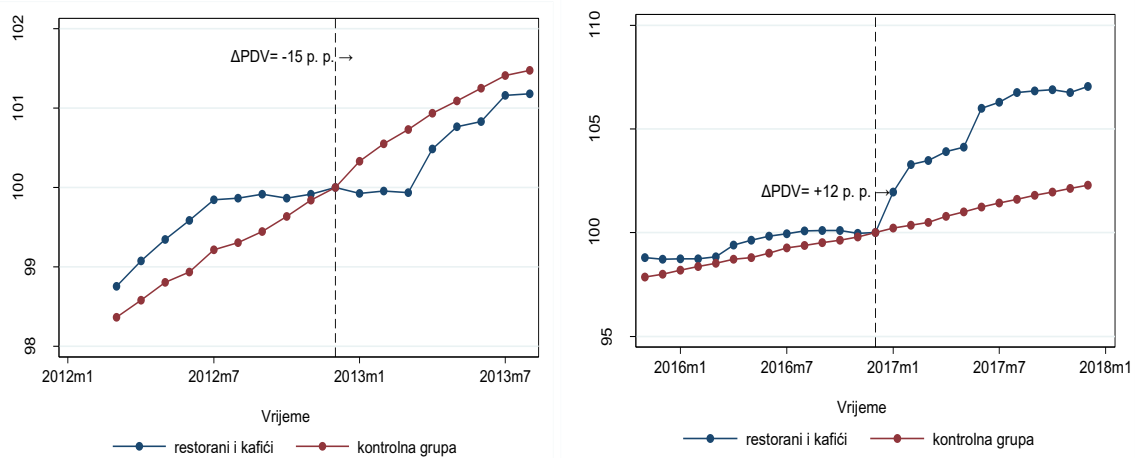 102
101
100
99
98
ΔPDV= -15 p. p. →
2012m1
2012m7
2013m1
2013m7
Vrijeme
restorani i kafići
kontrolna grupa
110
105
100
95
ΔPDV= +12 p. p. →
2016m1
2016m7
2017m1
2017m7
2018m1
Vrijeme
restorani i kafići
kontrolna grupa